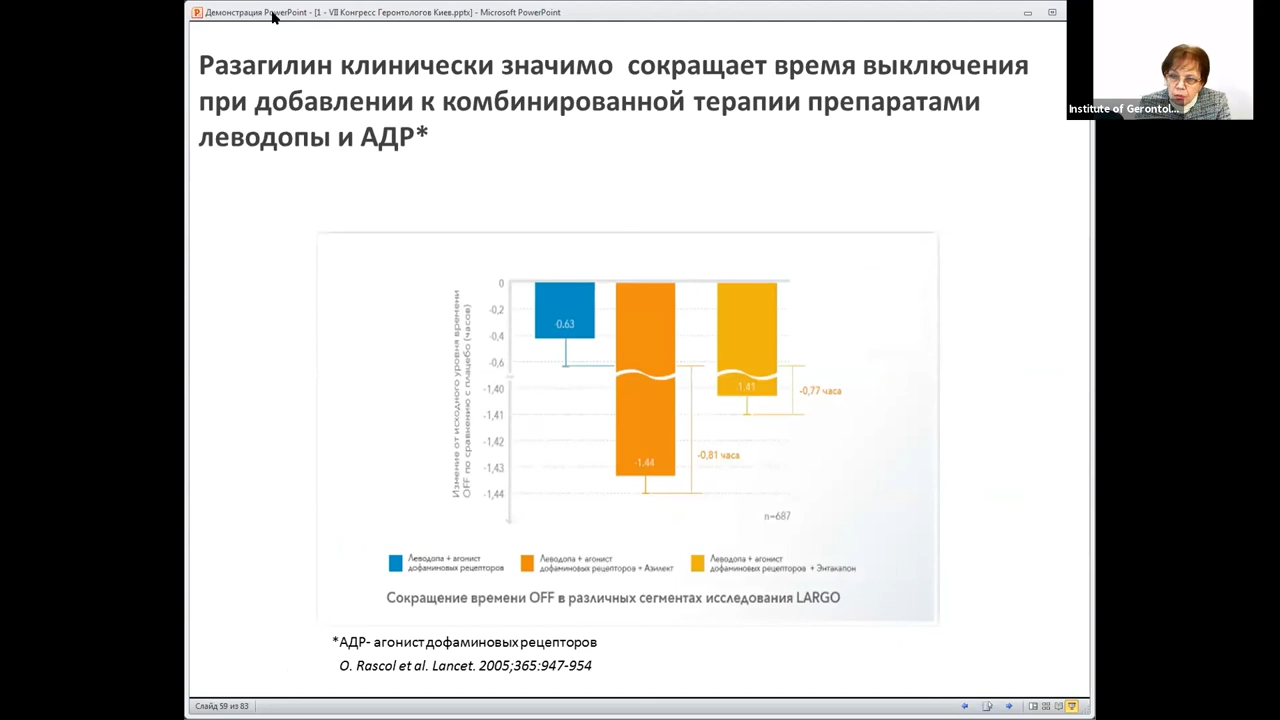 Демонстрация PowerPoint - [1 - VII Конгресс Геронтологов Киев.pptx] - Microsoft PowerPoint
Institute of Gerontol...
Разагилин клинически значимо сокращает время выключения
при добавлении к комбинированной терапии препаратами
леводопы и АДР*
Измение от исходного уровня времени
OFF по сравнению с плацебо (часов)
0
-0,2
-0,4
-0,6
-1,40
-1,41
-1,42
-1,43
-1,44
-0.63
-1.44
-1.41
-0,77 часа
-0,81 часа
n=687
Леводопа + агонист
дофаминовых рецепторов
Леводопа + агонист
дофаминовых рецепторов + Азилект
Леводопа + агонист
дофаминовых рецепторов + Энтакапон
Сокращение времени OFF в различных сегментах исследования LARGO
*АДР- агонист дофаминовых рецепторов
O. Rascol et al. Lancet. 2005;365:947-954
Слайд 59 из 83